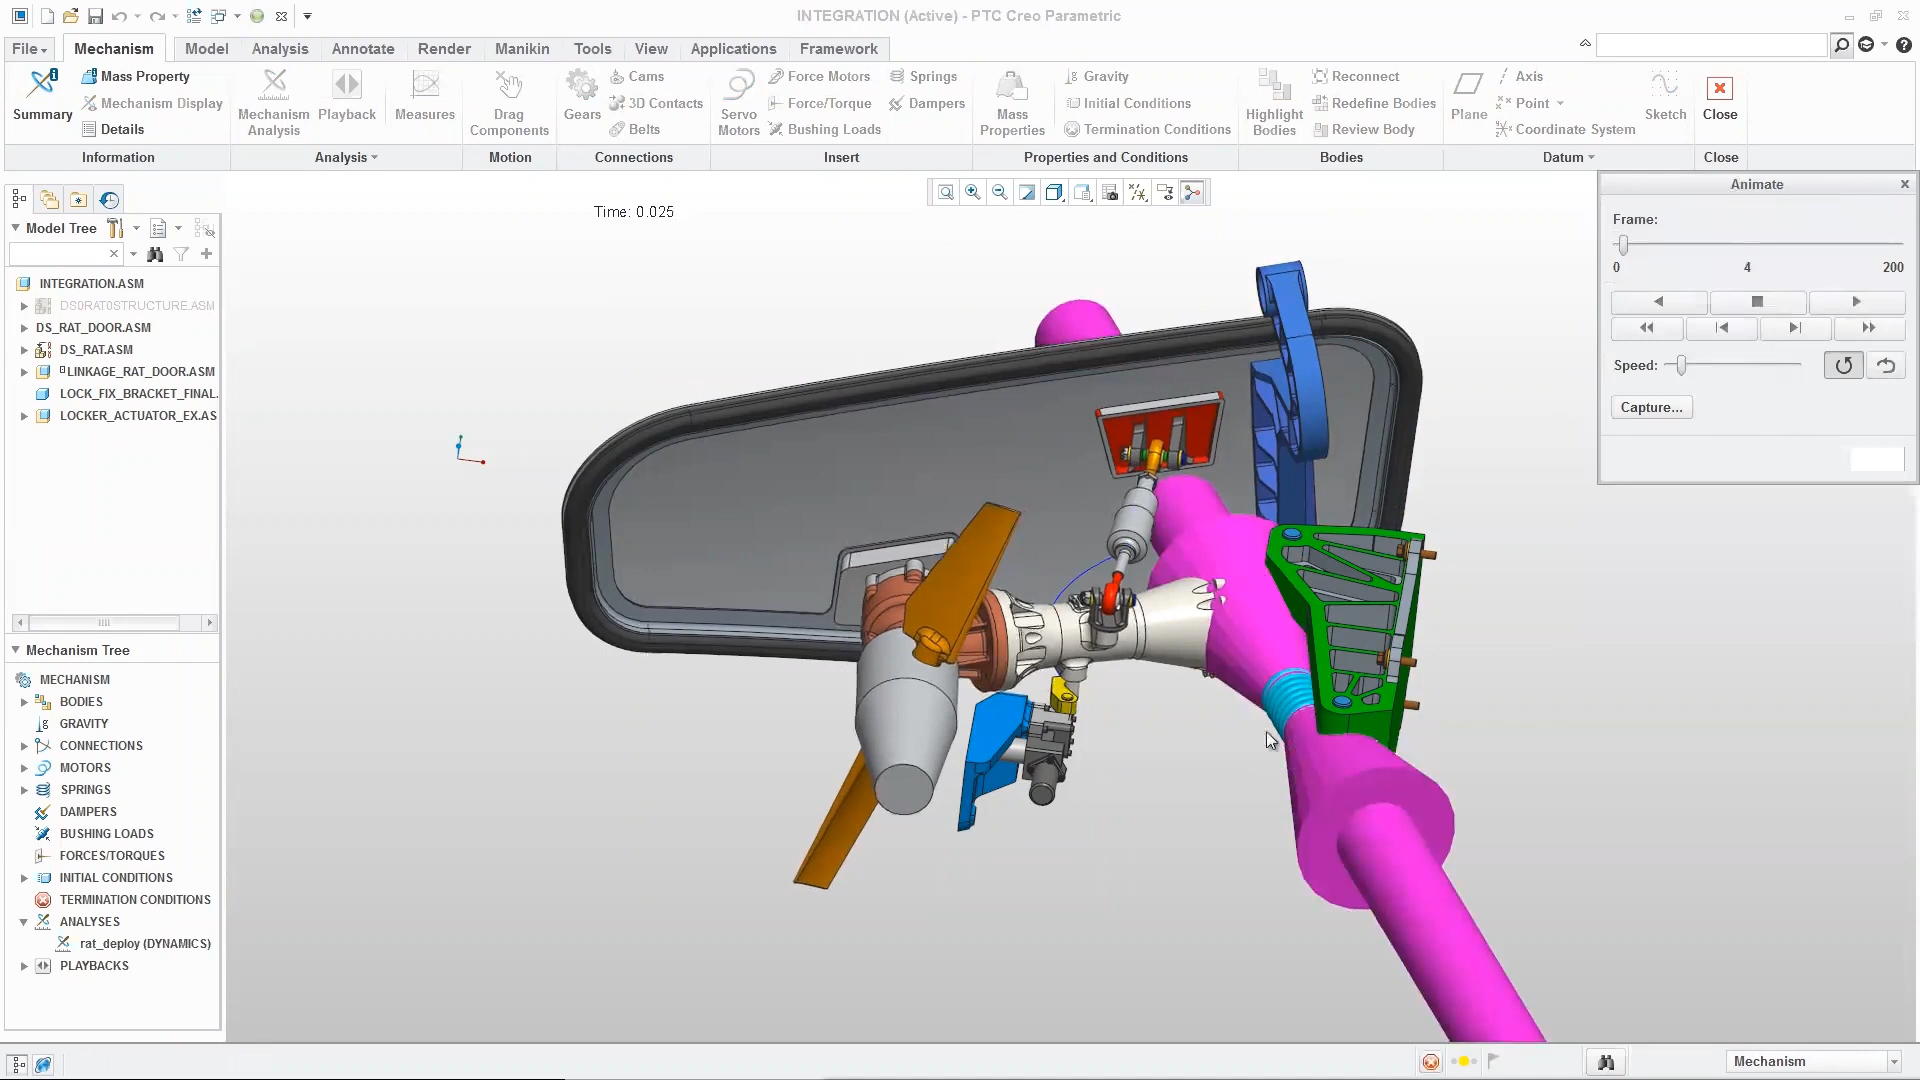 INTEGRATION (Active) - PTC Creo Parametric
File Mechanism Model Analysis Annotate Render Manikin Tools View Applications Framework
Summary
Mass Property
Mechanism Display
Details
Mechanism Analysis
Playback
Measures
Drag Components
Gears
Cams
3D Contacts
Belts
Servo Motors
Force Motors
Force/Torque
Bushing Loads
Springs
Dampers
Mass Properties
Gravity
Initial Conditions
Termination Conditions
Highlight Bodies
Reconnect
Redefine Bodies
Review Body
Plane
Axis
Point
Coordinate System
Sketch
Close
Information Analysis Motion Connections Insert Properties and Conditions Bodies Datum Close
Model Tree
INTEGRATION.ASM
DS0RAT0STRUCTURE.ASM
DS_RAT_DOOR.ASM
DS_RAT.ASM
LINKAGE_RAT_DOOR.ASM
LOCK_FIX_BRACKET_FINAL.
LOCKER_ACTUATOR_EX.AS
Mechanism Tree
MECHANISM
BODIES
GRAVITY
CONNECTIONS
MOTORS
SPRINGS
DAMPERS
BUSHING LOADS
FORCES/TORQUES
INITIAL CONDITIONS
TERMINATION CONDITIONS
ANALYSES
rat_deploy (DYNAMICS)
PLAYBACKS
Time: 0.025
Animate
Frame:
0 4 200
Speed:
Capture...
Mechanism